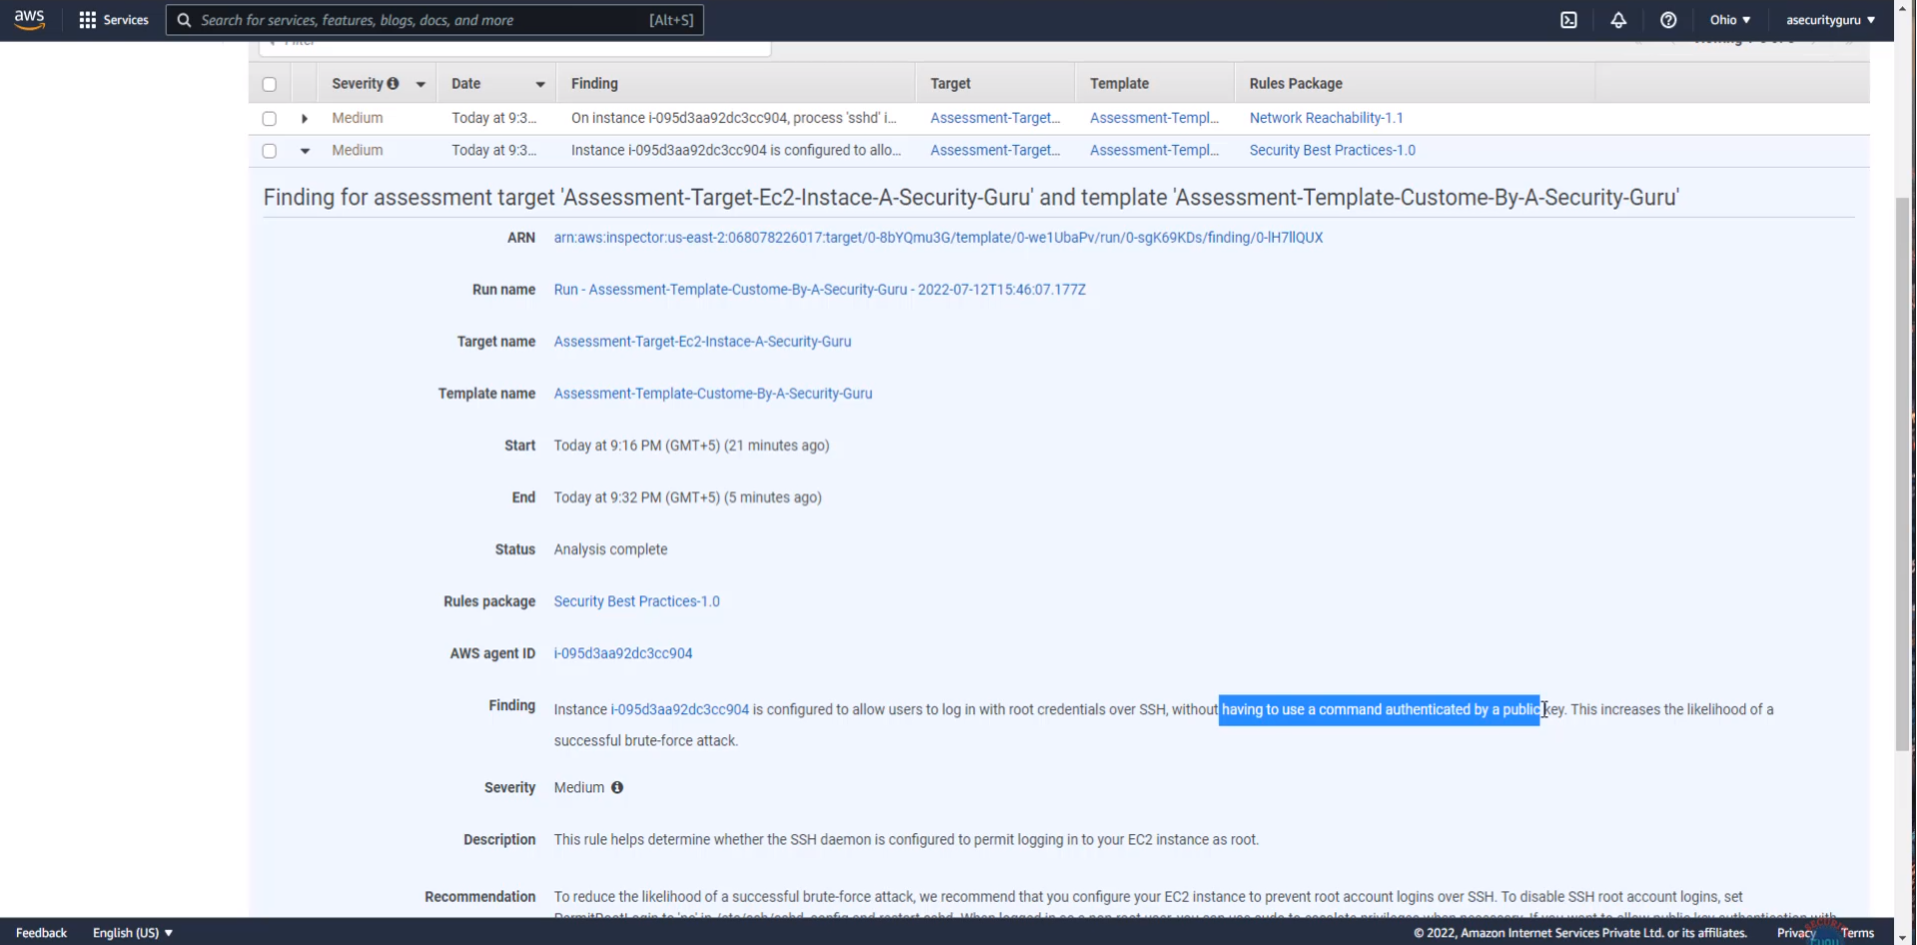 aws Services Search for services, features, blogs, docs, and more [Alt+S] Ohio asecurityguru
Severity Date Finding Target Template Rules Package
Medium Today at 9:3... On instance i-095d3aa92dc3cc904, process 'sshd' i... Assessment-Target... Assessment-Templ... Network Reachability-1.1
Medium Today at 9:3... Instance i-095d3aa92dc3cc904 is configured to allo... Assessment-Target... Assessment-Templ... Security Best Practices-1.0
Finding for assessment target 'Assessment-Target-Ec2-Instace-A-Security-Guru' and template 'Assessment-Template-Custome-By-A-Security-Guru'
ARN arn:aws:inspector:us-east-2:068078226017:target/0-8bYQmu3G/template/0-we1UbaPv/run/0-sgK69KDs/finding/0-lH7llQUX
Run name Run - Assessment-Template-Custome-By-A-Security-Guru - 2022-07-12T15:46:07.177Z
Target name Assessment-Target-Ec2-Instace-A-Security-Guru
Template name Assessment-Template-Custome-By-A-Security-Guru
Start Today at 9:16 PM (GMT+5) (21 minutes ago)
End Today at 9:32 PM (GMT+5) (5 minutes ago)
Status Analysis complete
Rules package Security Best Practices-1.0
AWS agent ID i-095d3aa92dc3cc904
Finding Instance i-095d3aa92dc3cc904 is configured to allow users to log in with root credentials over SSH, without having to use a command authenticated by a public key. This increases the likelihood of a
successful brute-force attack.
Severity Medium
Description This rule helps determine whether the SSH daemon is configured to permit logging in to your EC2 instance as root.
Recommendation To reduce the likelihood of a successful brute-force attack, we recommend that you configure your EC2 instance to prevent root account logins over SSH. To disable SSH root account logins, set
Feedback English (US) © 2022, Amazon Internet Services Private Ltd. or its affiliates. Privacy Terms